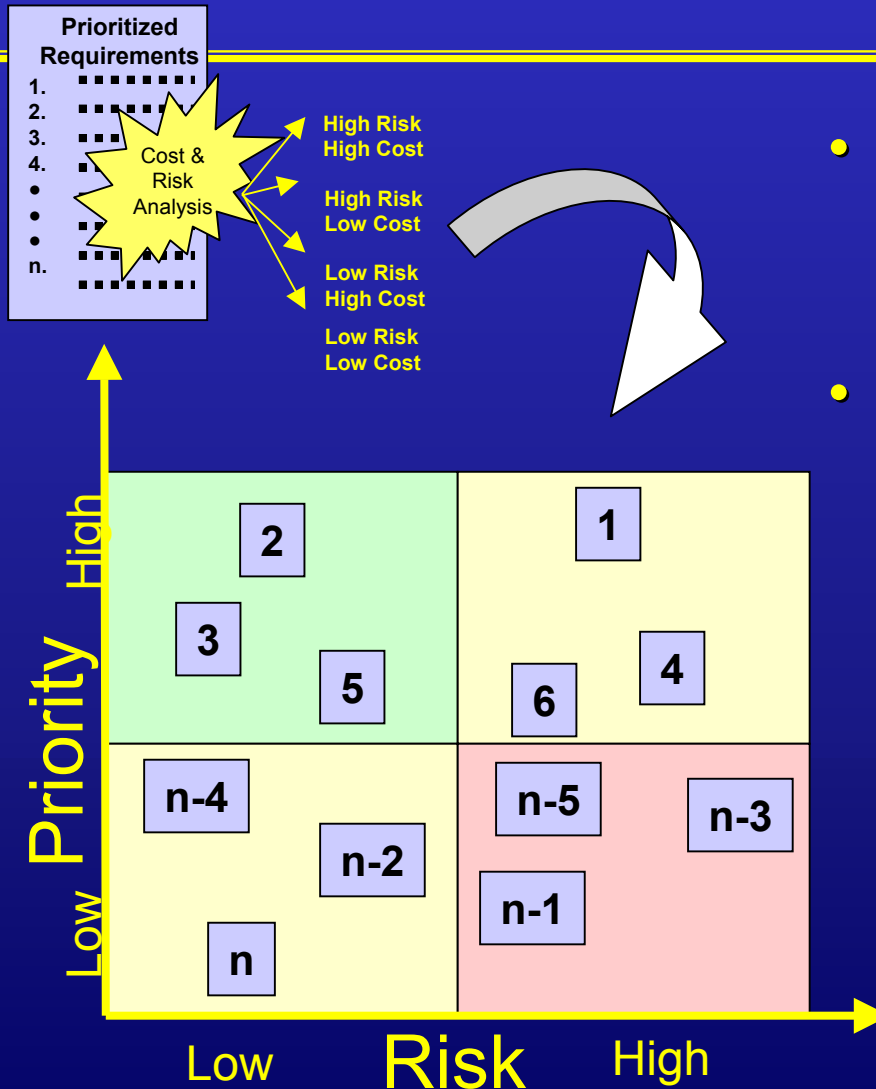 Prioritized
Requirements
1.
2.
3.
4.
•
•
•
n.
Cost &
Risk
Analysis
High Risk
High Cost
High Risk
Low Cost
Low Risk
High Cost
Low Risk
Low Cost
•
•
High
Priority
Low
2
1
3
5
4
6
n-4
n-5
n-3
n-2
n-1
n
Low
Risk
High